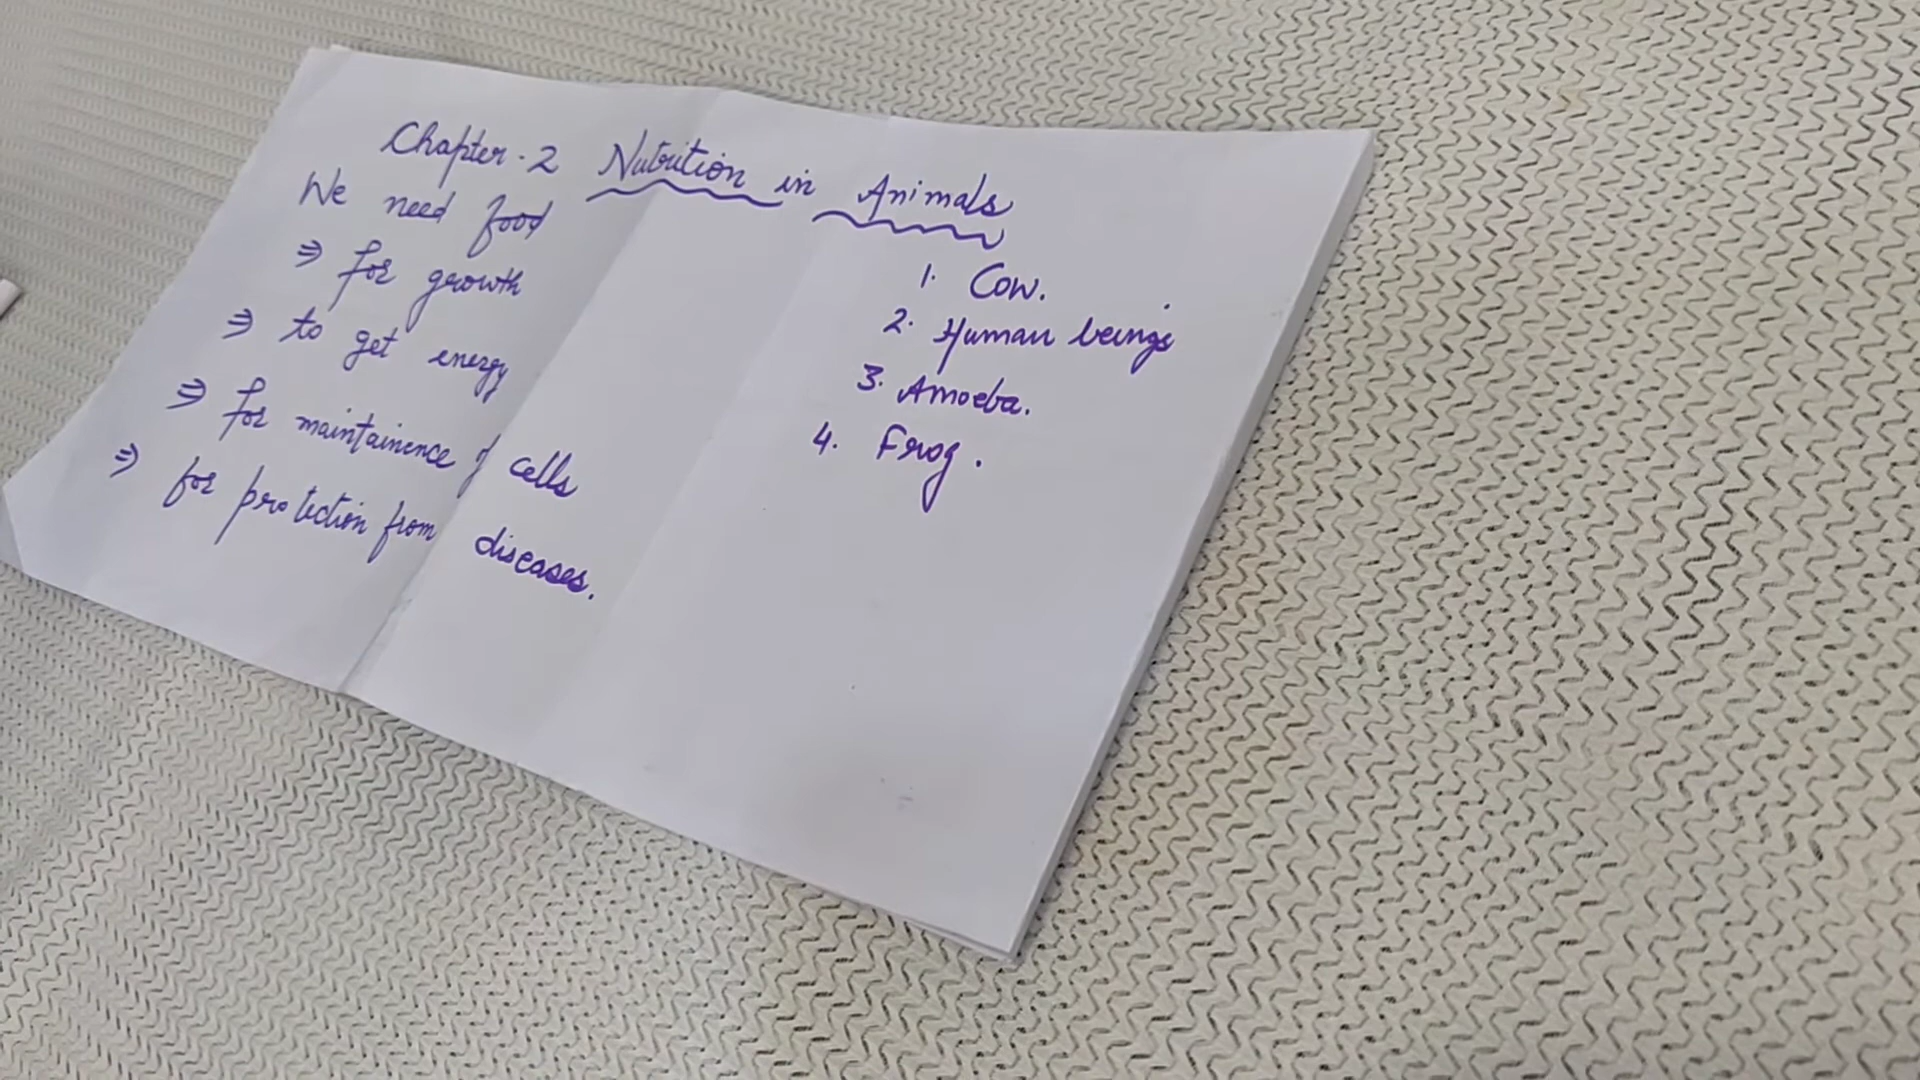 Chapter-2 Nutrition in Animals
We need food
⇒ for growth
⇒ to get energy
⇒ for maintainence of cells
⇒ for protection from diseases.
1. Cow.
2. Human beings
3. Amoeba.
4. Frog.